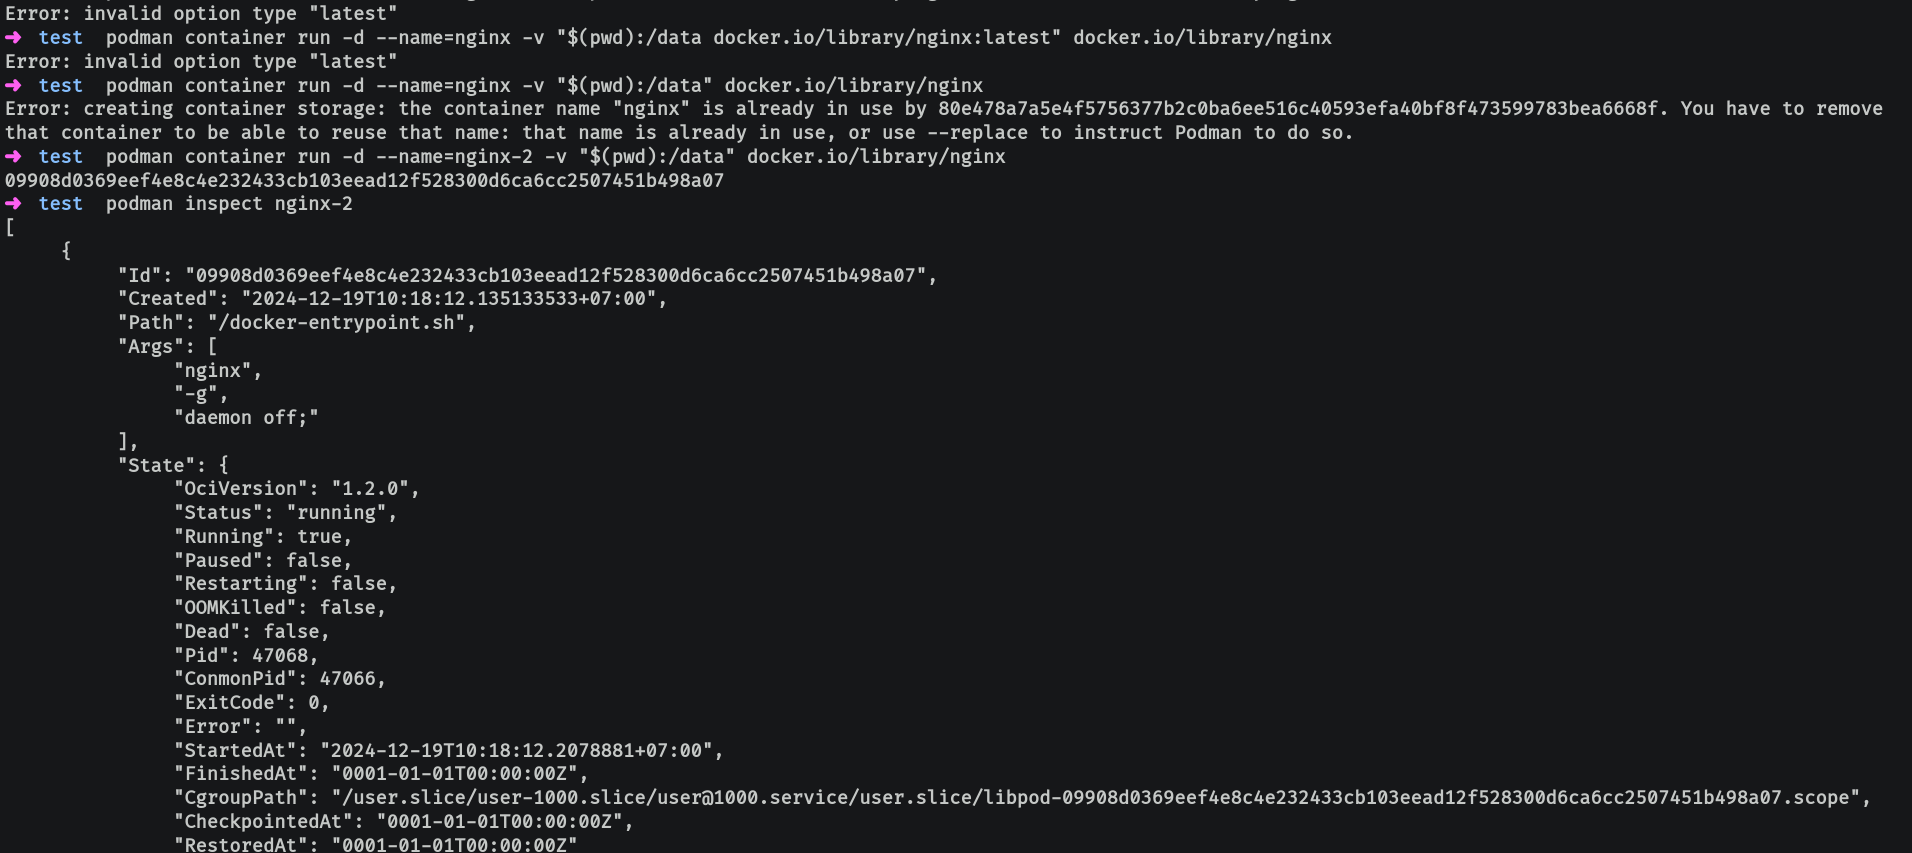 Error: invalid option type "latest"
➜ test podman container run -d --name=nginx -v "$(pwd):/data docker.io/library/nginx:latest" docker.io/library/nginx
Error: invalid option type "latest"
➜ test podman container run -d --name=nginx -v "$(pwd):/data" docker.io/library/nginx
Error: creating container storage: the container name "nginx" is already in use by 80e478a7a5e4f5756377b2c0ba6ee516c40593efa40bf8f473599783bea6668f. You have to remove
that container to be able to reuse that name: that name is already in use, or use --replace to instruct Podman to do so.
➜ test podman container run -d --name=nginx-2 -v "$(pwd):/data" docker.io/library/nginx
09908d0369eef4e8c4e232433cb103eead12f528300d6ca6cc2507451b498a07
➜ test podman inspect nginx-2
[
     {
          "Id": "09908d0369eef4e8c4e232433cb103eead12f528300d6ca6cc2507451b498a07",
          "Created": "2024-12-19T10:18:12.135133533+07:00",
          "Path": "/docker-entrypoint.sh",
          "Args": [
               "nginx",
               "-g",
               "daemon off;"
          ],
          "State": {
               "OciVersion": "1.2.0",
               "Status": "running",
               "Running": true,
               "Paused": false,
               "Restarting": false,
               "OOMKilled": false,
               "Dead": false,
               "Pid": 47068,
               "ConmonPid": 47066,
               "ExitCode": 0,
               "Error": "",
               "StartedAt": "2024-12-19T10:18:12.2078881+07:00",
               "FinishedAt": "0001-01-01T00:00:00Z",
               "CgroupPath": "/user.slice/user-1000.slice/user@1000.service/user.slice/libpod-09908d0369eef4e8c4e232433cb103eead12f528300d6ca6cc2507451b498a07.scope",
               "CheckpointedAt": "0001-01-01T00:00:00Z",
               "RestoredAt": "0001-01-01T00:00:00Z"